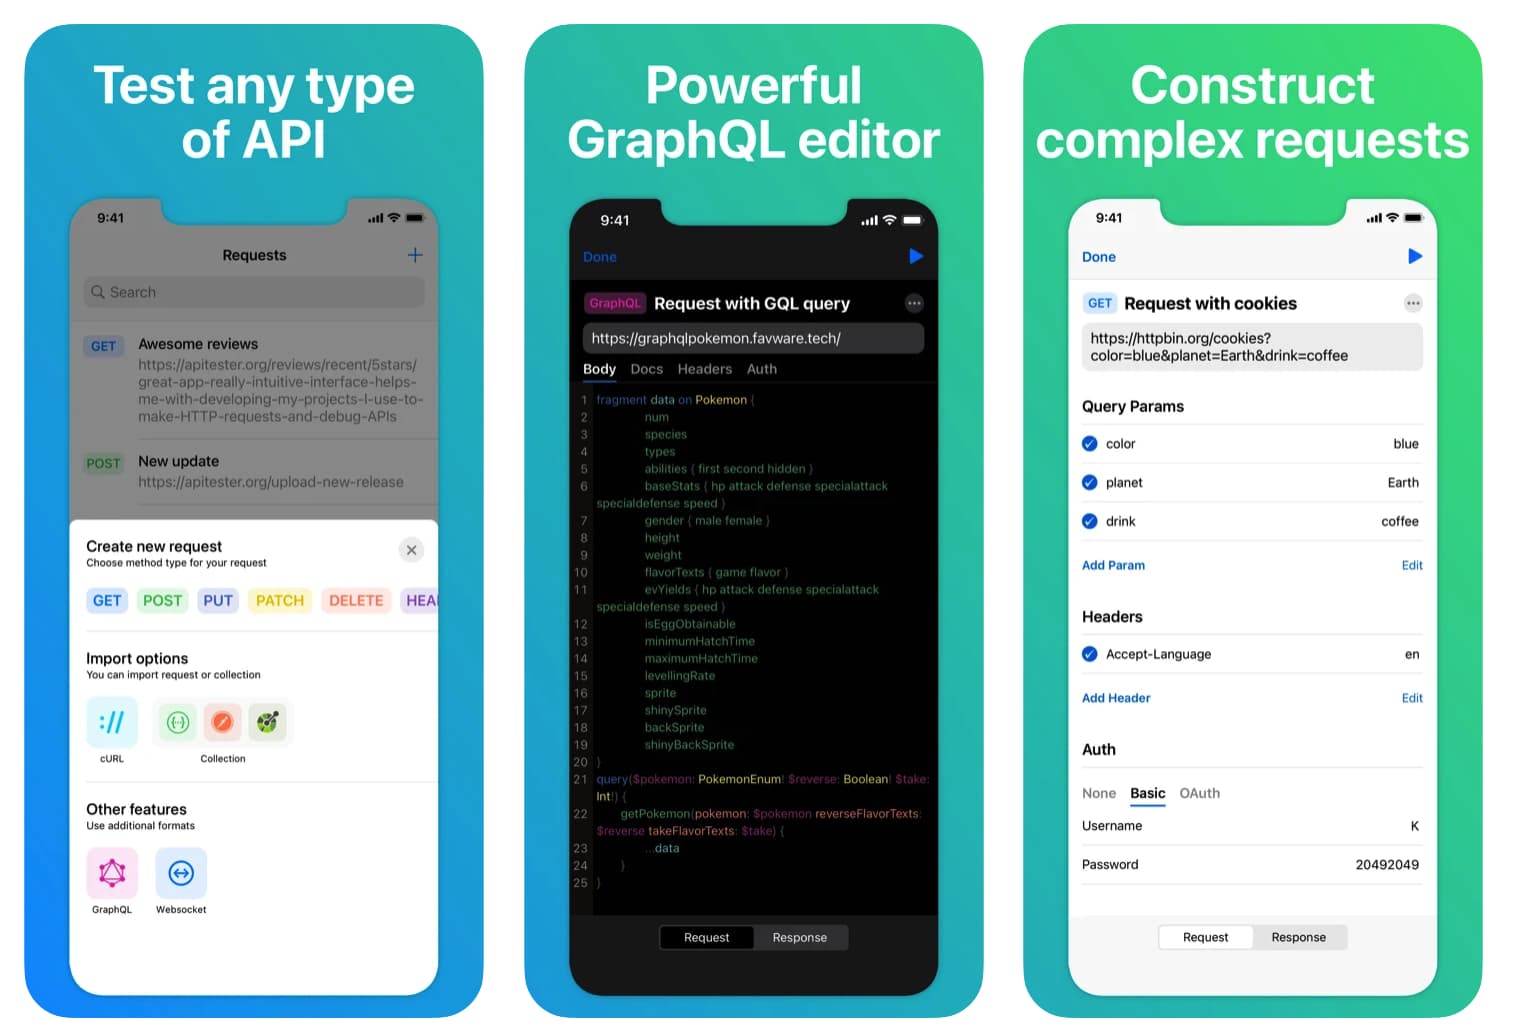 Test any type
of API
9:41
Requests
+
Search
GET Awesome reviews
https://apitester.org/reviews/recent/5stars/
great-app-really-intuitive-interface-helps-
me-with-developing-my-projects-I-use-to-
make-HTTP-requests-and-debug-APIs
POST New update
https://apitester.org/upload-new-release
Create new request
Choose method type for your request
GET POST PUT PATCH DELETE HEA
Import options
You can import request or collection
://
cURL Collection
Other features
Use additional formats
GraphQL Websocket
Powerful
GraphQL editor
9:41
Done
GraphQL Request with GQL query
https://graphqlpokemon.favware.tech/
Body Docs Headers Auth
1 fragment data on Pokemon {
2 num
3 species
4 types
5 abilities { first second hidden }
6 baseStats { hp attack defense specialattack
specialdefense speed }
7 gender { male female }
8 height
9 weight
10 flavorTexts { game flavor }
11 evYields { hp attack defense specialattack
specialdefense speed }
12 isEggObtainable
13 minimumHatchTime
14 maximumHatchTime
15 levellingRate
16 sprite
17 shinySprite
18 backSprite
19 shinyBackSprite
20 }
21 query($pokemon: PokemonEnum! $reverse: Boolean! $take:
Int!) {
22 getPokemon(pokemon: $pokemon reverseFlavorTexts:
$reverse takeFlavorTexts: $take) {
23 ...data
24 }
25 }
Request Response
Construct
complex requests
9:41
Done
GET Request with cookies
https://httpbin.org/cookies?
color=blue&planet=Earth&drink=coffee
Query Params
color blue
planet Earth
drink coffee
Add Param Edit
Headers
Accept-Language en
Add Header Edit
Auth
None Basic OAuth
Username K
Password 20492049
Request Response